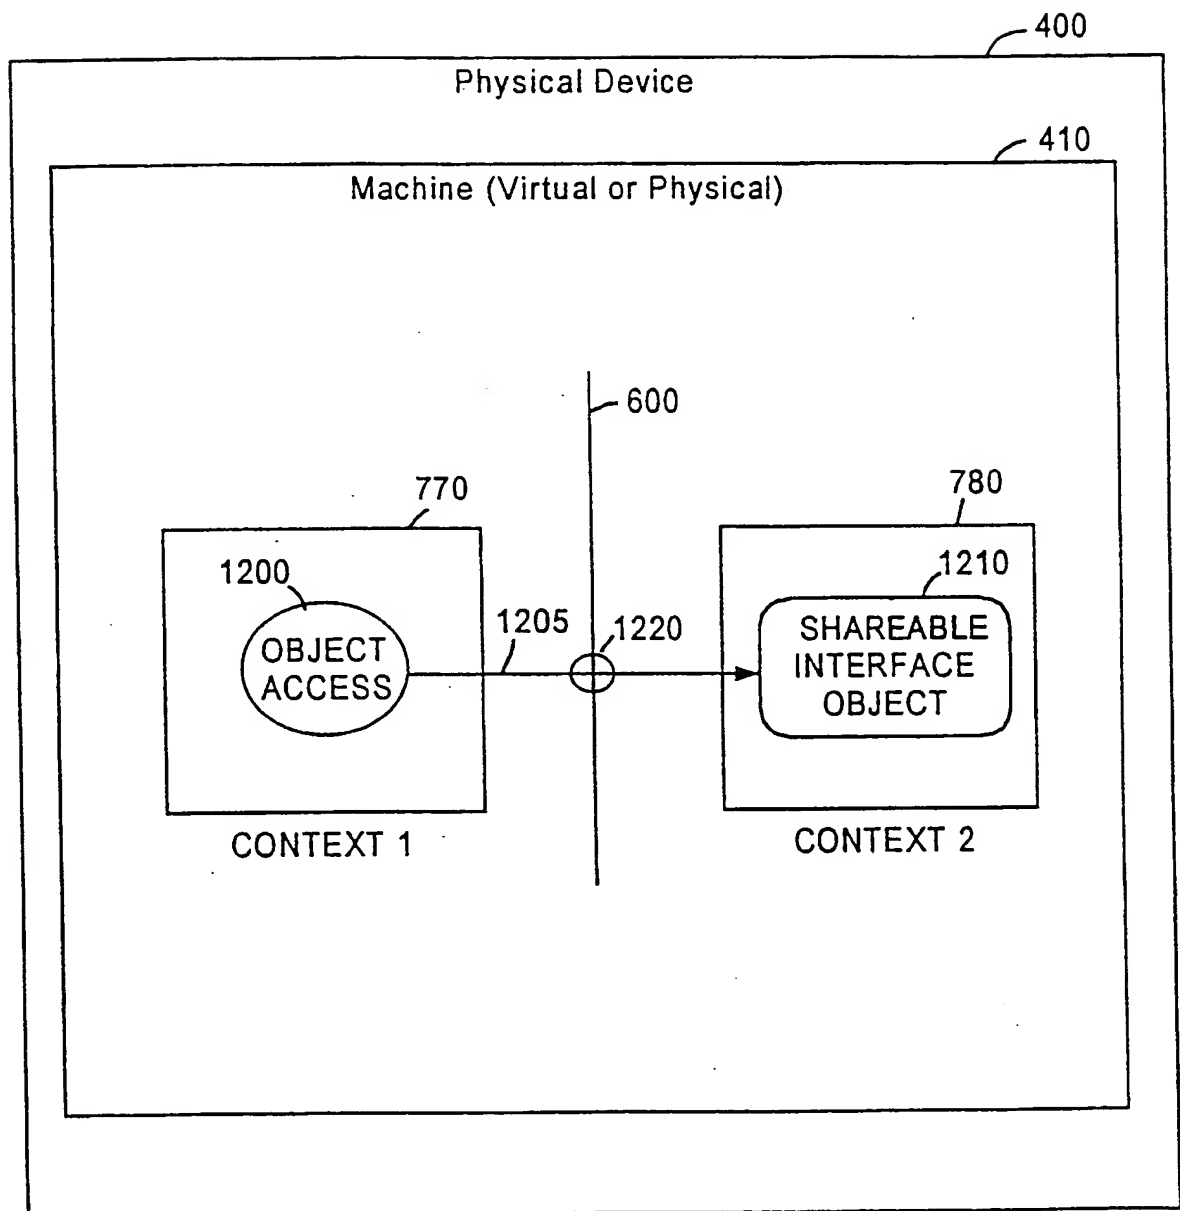 400
Physical Device
410
Machine (Virtual or Physical)
600
770
780
1200
1210
OBJECT
ACCESS
1205
1220
SHAREABLE
INTERFACE
OBJECT
CONTEXT 1
CONTEXT 2